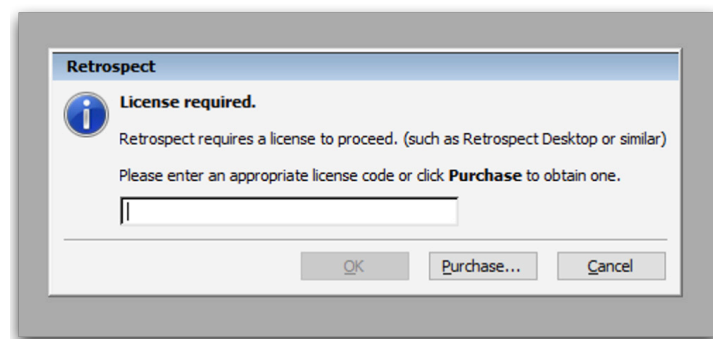 Retrospect
License required.
Retrospect requires a license to proceed. (such as Retrospect Desktop or similar)
Please enter an appropriate license code or click Purchase to obtain one.
OK
Purchase...
Cancel